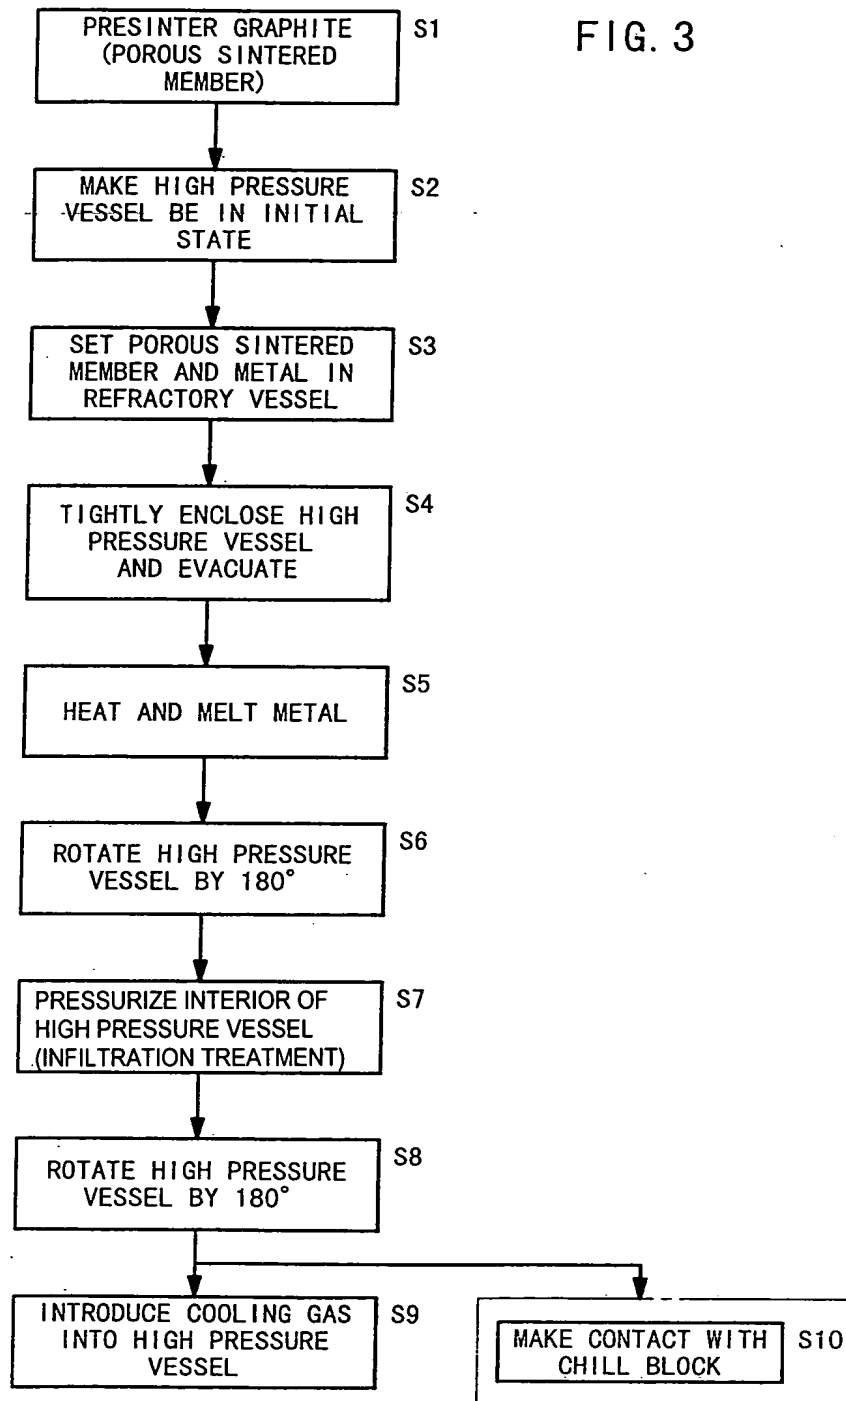 FIG. 3
PRESINTER GRAPHITE
(POROUS SINTERED
MEMBER)
S1
MAKE HIGH PRESSURE
VESSEL BE IN INITIAL
STATE
S2
SET POROUS SINTERED
MEMBER AND METAL IN
REFRACTORY VESSEL
S3
TIGHTLY ENCLOSE HIGH
PRESSURE VESSEL
AND EVACUATE
S4
HEAT AND MELT METAL
S5
ROTATE HIGH PRESSURE
VESSEL BY 180°
S6
PRESSURIZE INTERIOR OF
HIGH PRESSURE VESSEL
(INFILTRATION TREATMENT)
S7
ROTATE HIGH PRESSURE
VESSEL BY 180°
S8
INTRODUCE COOLING GAS
INTO HIGH PRESSURE
VESSEL
S9
MAKE CONTACT WITH
CHILL BLOCK
S10